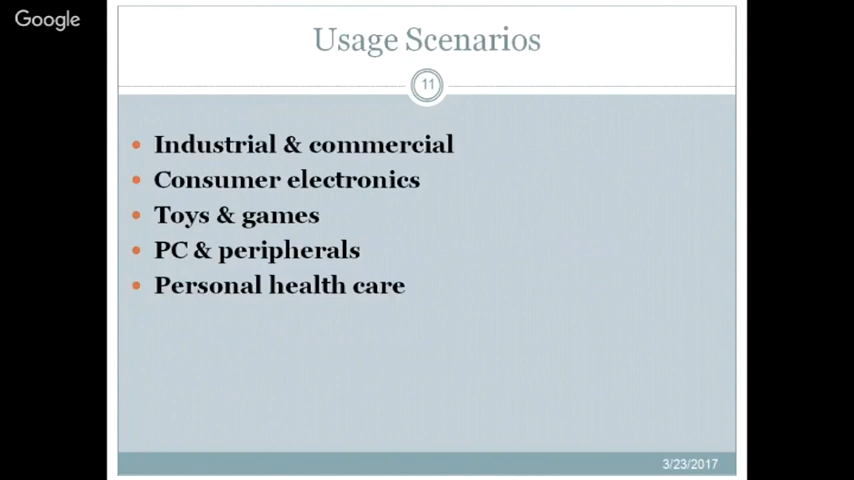 Google
Usage Scenarios
11
• Industrial & commercial
• Consumer electronics
• Toys & games
• PC & peripherals
• Personal health care
3/23/2017